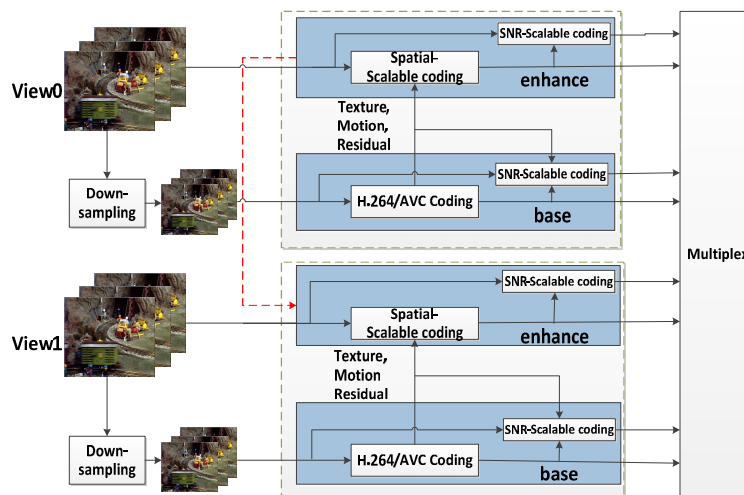 View0
SNR-Scalable coding
Spatial-
Scalable coding
enhance
Texture,
Motion,
Residual
Down-
sampling
SNR-Scalable coding
H.264/AVC Coding
base
Multiplex
View1
SNR-Scalable coding
Spatial-
Scalable coding
enhance
Texture,
Motion
Residual
Down-
sampling
SNR-Scalable coding
H.264/AVC Coding
base